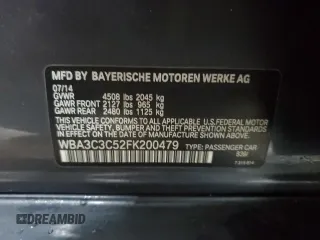 MFD. BY BAYERISCHE MOTOREN WERKE AG
07/14
GVWR 4508 lbs 2045 kg
GAWR FRONT 2127 lbs 965 kg
GAWR REAR 2480 lbs 1125 kg
THIS VEHICLE CONFORMS TO ALL APPLICABLE U.S. FEDERAL MOTOR
VEHICLE SAFETY, BUMPER, AND THEFT PREVENTION STANDARDS IN
EFFECT ON THE DATE OF MANUFACTURE SHOWN ABOVE.
WBA3C3C52FK200479 TYPE: PASSENGER CAR
DREAMBID